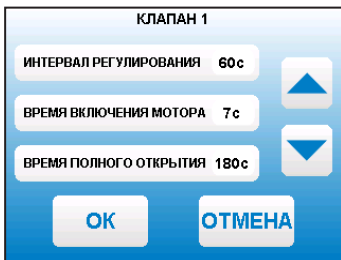 КЛАПАН 1
ИНТЕРВАЛ РЕГУЛИРОВАНИЯ 60с
ВРЕМЯ ВКЛЮЧЕНИЯ МОТОРА 7с
ВРЕМЯ ПОЛНОГО ОТКРЫТИЯ 180с
ОК ОТМЕНА